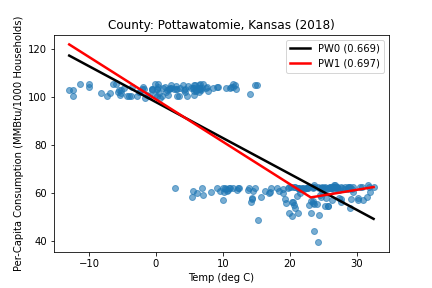 County: Pottawatomie, Kansas (2018)
Per-Capita Consumption (MMBtu/1000 Households)
120
100
80
60
40
PW0 (0.669)
PW1 (0.697)
−10
0
10
20
30
Temp (deg C)